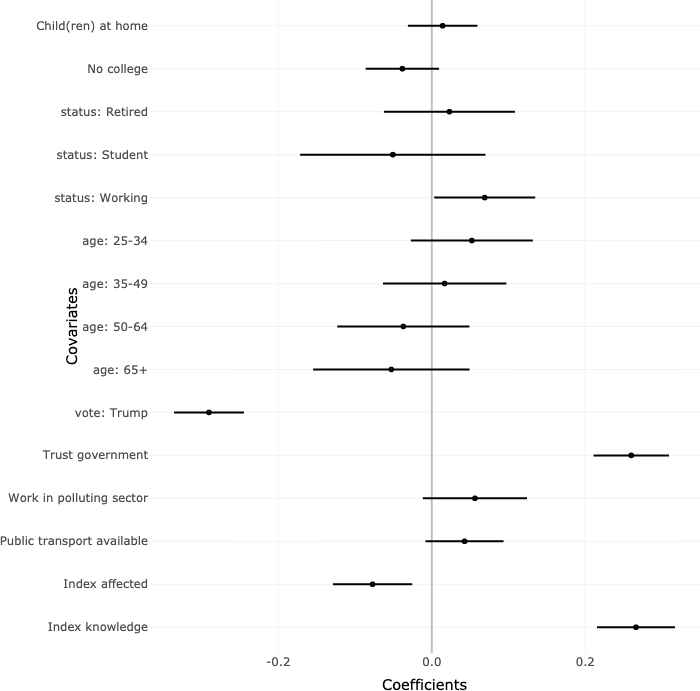 Child(ren) at home
No college
status: Retired
status: Student
status: Working
age: 25-34
age: 35-49
age: 50-64
age: 65+
vote: Trump
Trust government
Work in polluting sector
Public transport available
Index affected
Index knowledge
Covariates
-0.2
0.0
0.2
Coefficients